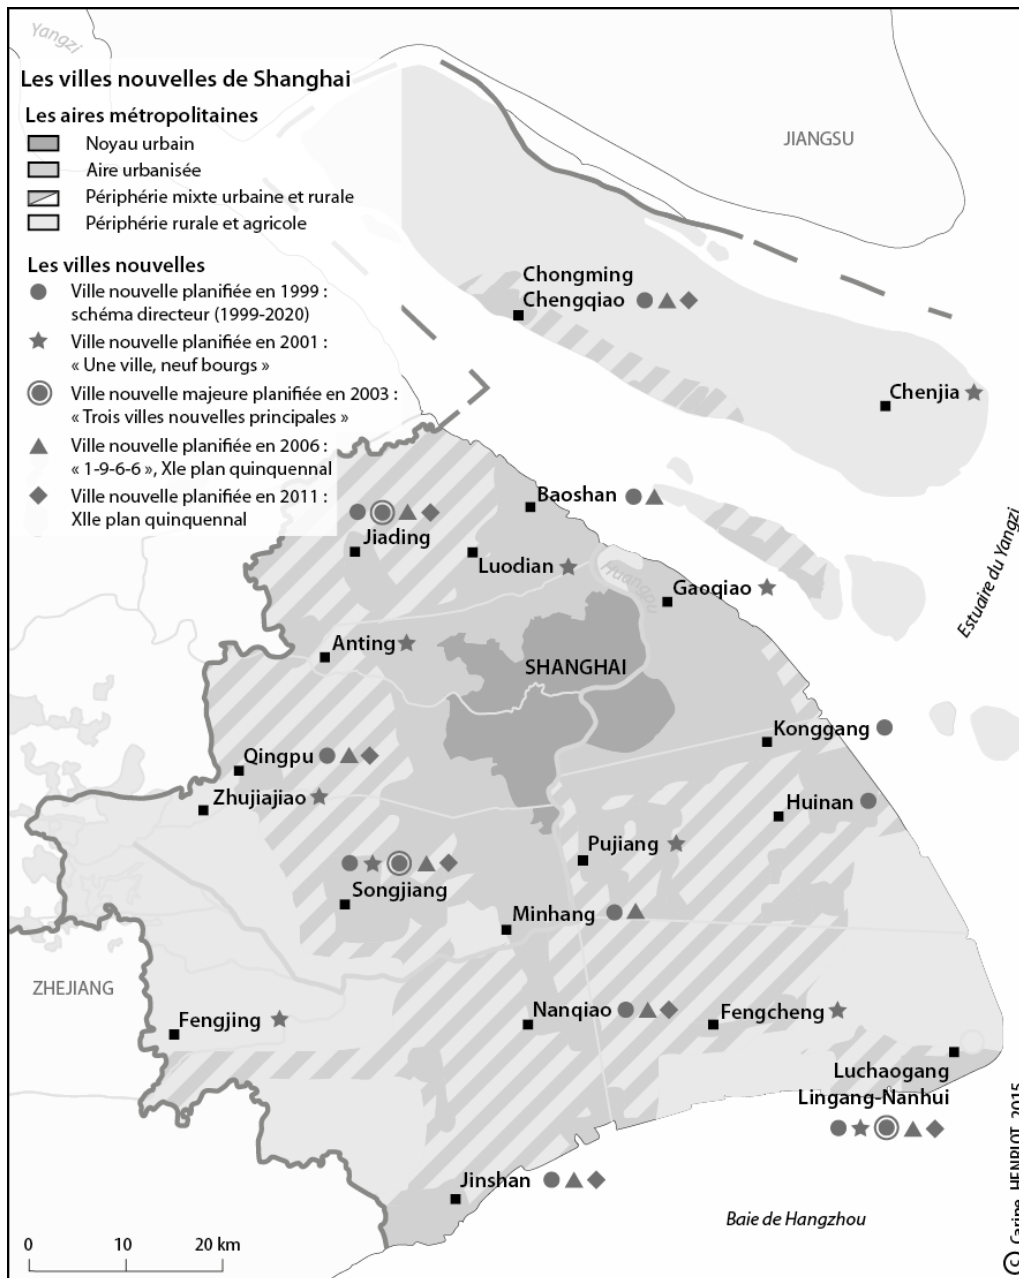 Yangzi
Les villes nouvelles de Shanghai
Les aires métropolitaines
Noyau urbain
Aire urbanisée
Périphérie mixte urbaine et rurale
Périphérie rurale et agricole
Les villes nouvelles
Ville nouvelle planifiée en 1999 :
schéma directeur (1999-2020)
Ville nouvelle planifiée en 2001 :
« Une ville, neuf bourgs »
Ville nouvelle majeure planifiée en 2003 :
« Trois villes nouvelles principales »
Ville nouvelle planifiée en 2006 :
« 1-9-6-6 », XIe plan quinquennal
Ville nouvelle planifiée en 2011 :
XIIe plan quinquennal
JIANGSU
Chongming
Chengqiao
Chenjia
Baoshan
Jiading
Luodian
Huangpu
Gaoqiao
Estuaire du Yangzi
Anting
SHANGHAI
Konggang
Qingpu
Zhujiajiao
Huinan
Pujiang
Songjiang
Minhang
ZHEJIANG
Fengjing
Nanqiao
Fengcheng
Luchaogang
Lingang-Nanhui
Jinshan
Baie de Hangzhou
0 10 20 km
© Carine HENRIOT, 2015